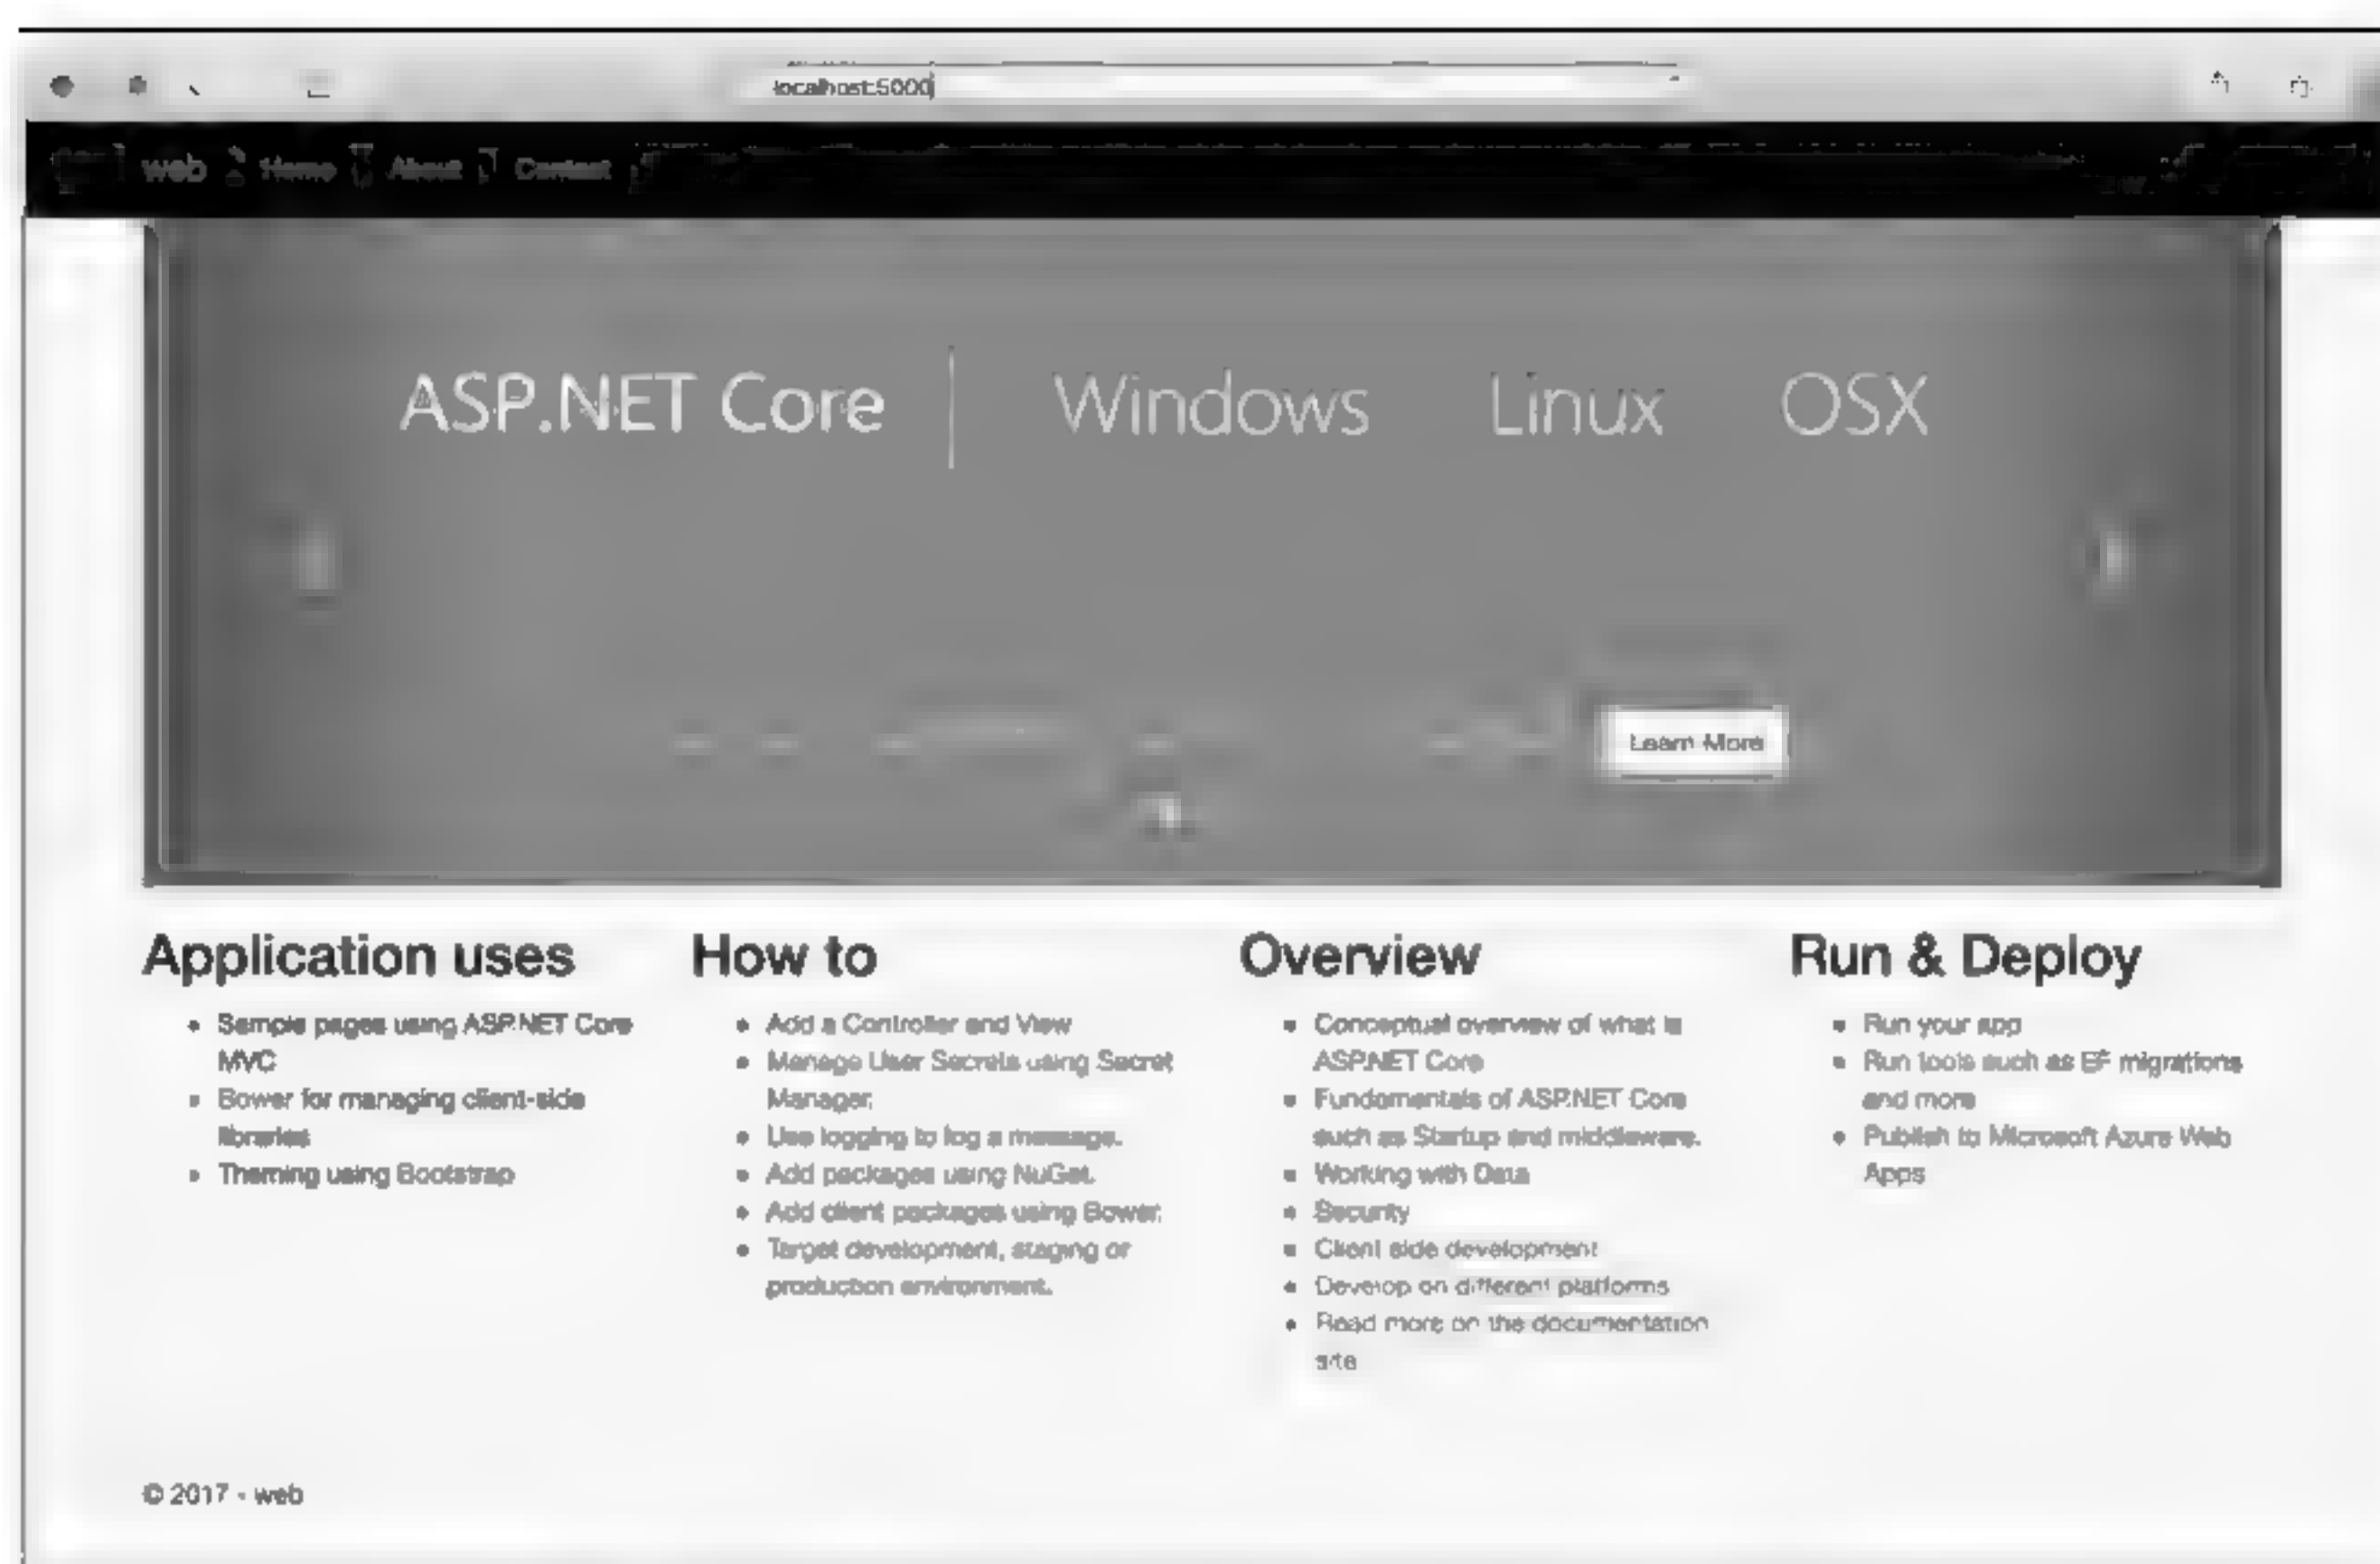 localhost:5000
web Home About Contact
ASP.NET Core | Windows Linux OSX
Learn More
Application uses
• Sample pages using ASP.NET Core
MVC
• Bower for managing client-side
libraries
• Theming using Bootstrap
How to
• Add a Controller and View
• Manage User Secrets using Secret
Manager.
• Use logging to log a message.
• Add packages using NuGet.
• Add client packages using Bower.
• Target development, staging or
production environment.
Overview
• Conceptual overview of what is
ASP.NET Core
• Fundamentals of ASP.NET Core
such as Startup and middleware.
• Working with Data
• Security
• Client side development
• Develop on different platforms
• Read more on the documentation
site
Run & Deploy
• Run your app
• Run tools such as EF migrations
and more
• Publish to Microsoft Azure Web
Apps
© 2017 - web